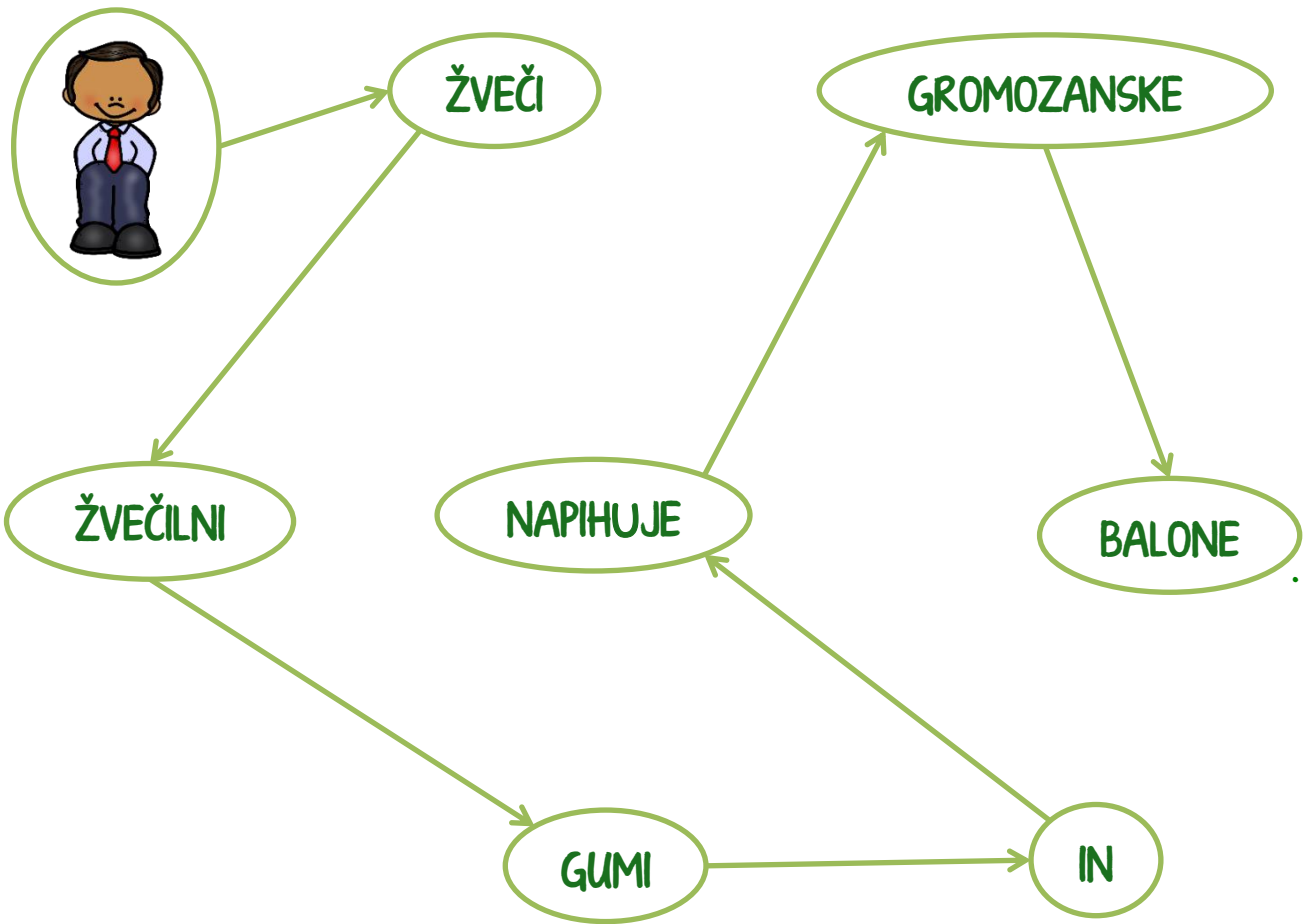 ŽVEČI
ŽVEČILNI
GUMI
IN
NAPIHUJE
GROMOZANSKE
BALONE
.